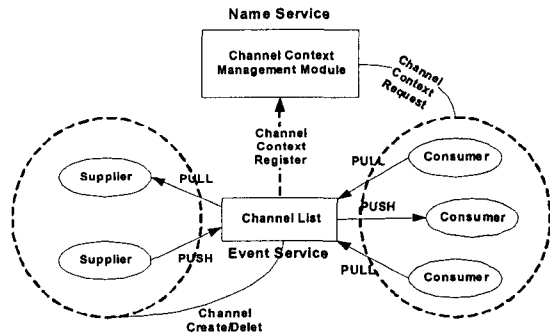 Name Service
Channel Context
Management Module
Channel
Context
Request
Channel
Context
Register
PULL
Consumer
Supplier
PULL
Channel List
PUSH
Consumer
Supplier
PUSH
Event Service
PULL
Consumer
Channel
Create/Delet